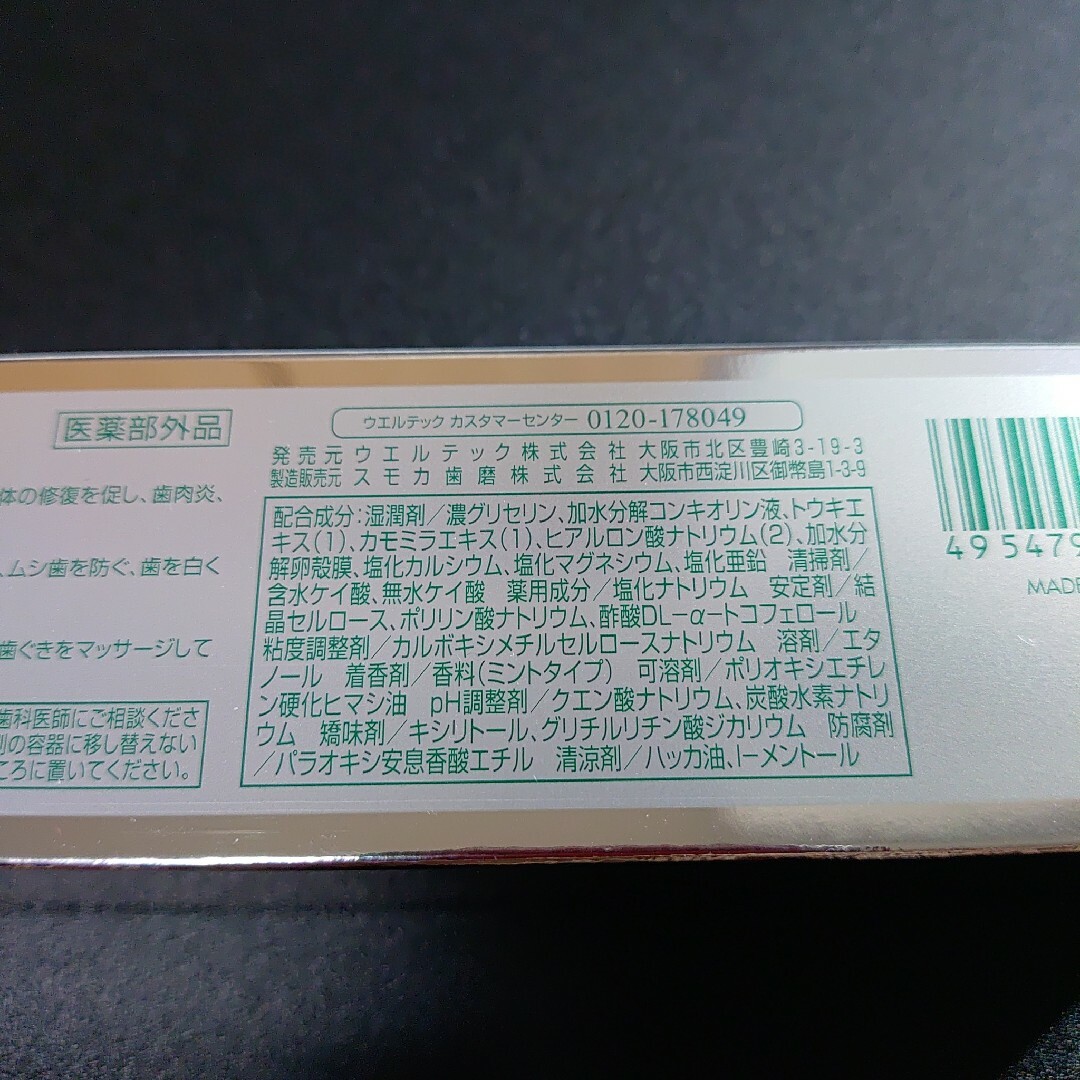 医薬部外品
体の修復を促し、歯肉炎、
、ムシ歯を防ぐ、歯を白く
歯ぐきをマッサージして
歯科医師にご相談くださ
別の容器に移し替えない
ころに置いてください。
ウエルテック カスタマーセンター 0120-178049
発売元 ウエルテック株式会社 大阪市北区豊崎3-19-3
製造販売元 スモカ歯磨株式会社 大阪市西淀川区御幣島1-3-9
配合成分：湿潤剤／濃グリセリン、加水分解コンキオリン液、トウキエ
キス(1)、カモミラエキス(1)、ヒアルロン酸ナトリウム(2)、加水分
解卵殻膜、塩化カルシウム、塩化マグネシウム、塩化亜鉛 清掃剤／
含水ケイ酸、無水ケイ酸 薬用成分／塩化ナトリウム 安定剤／結
晶セルロース、ポリリン酸ナトリウム、酢酸DL-α-トコフェロール
粘度調整剤／カルボキシメチルセルロースナトリウム 溶剤／エタ
ノール 着香剤／香料(ミントタイプ) 可溶剤／ポリオキシエチレ
ン硬化ヒマシ油 pH調整剤／クエン酸ナトリウム、炭酸水素ナトリ
ウム 矯味剤／キシリトール、グリチルリチン酸ジカリウム 防腐剤
／パラオキシ安息香酸エチル 清涼剤／ハッカ油、l-メントール
495479
MADE